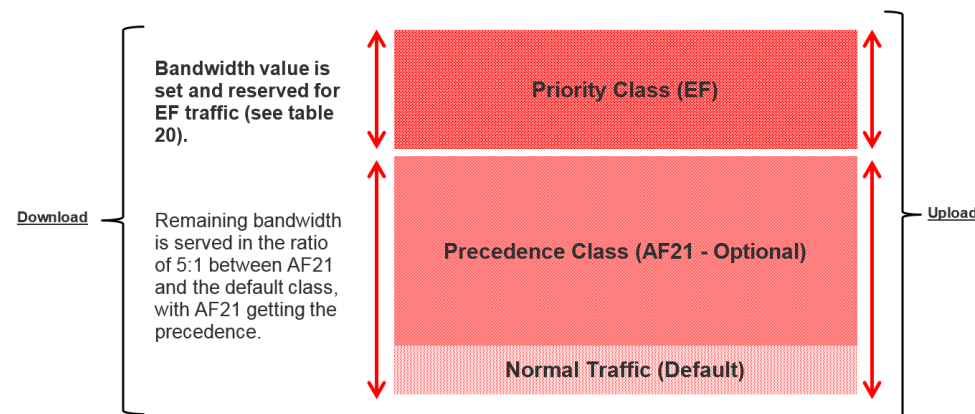 Bandwidth value is
set and reserved for
EF traffic (see table
20).
Priority Class (EF)
Download
Remaining bandwidth
is served in the ratio
of 5:1 between AF21
and the default class,
with AF21 getting the
precedence.
Precedence Class (AF21 - Optional)
Upload
Normal Traffic (Default)